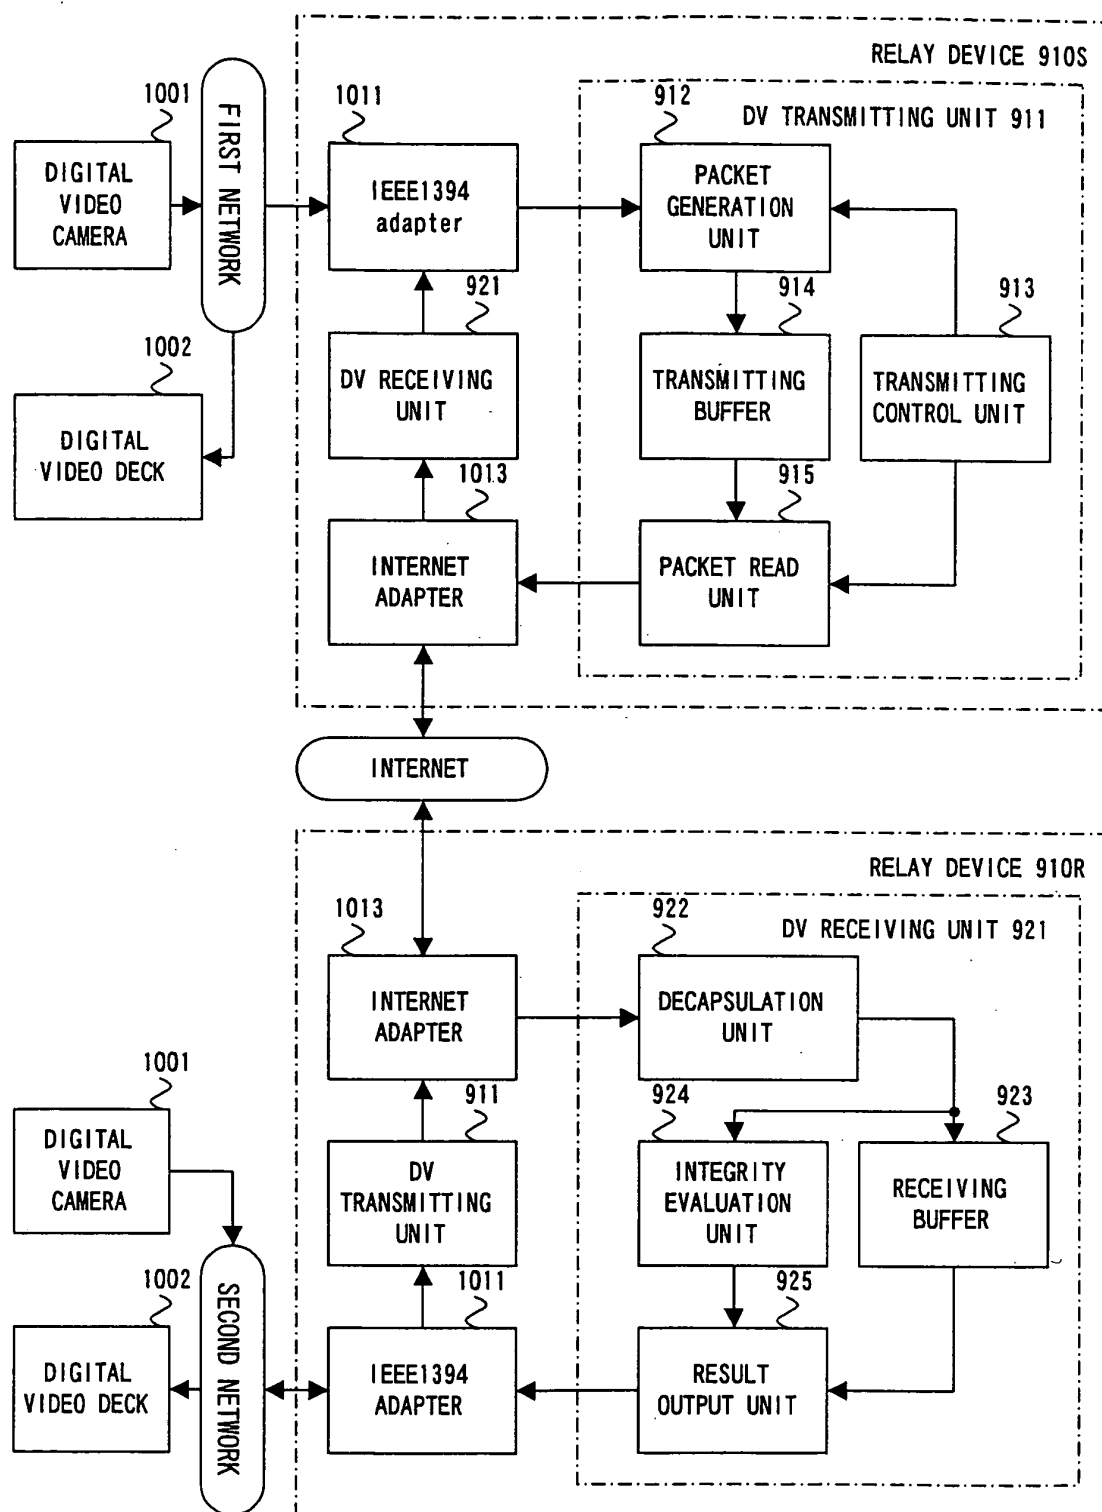 RELAY DEVICE 910S
DV TRANSMITTING UNIT 911
1001
DIGITAL
VIDEO
CAMERA
FIRST NETWORK
1011
IEEE1394
adapter
912
PACKET
GENERATION
UNIT
921
DV RECEIVING
UNIT
914
TRANSMITTING
BUFFER
913
TRANSMITTING
CONTROL UNIT
1002
DIGITAL
VIDEO DECK
1013
INTERNET
ADAPTER
915
PACKET READ
UNIT
INTERNET
RELAY DEVICE 910R
DV RECEIVING UNIT 921
1013
INTERNET
ADAPTER
922
DECAPSULATION
UNIT
1001
DIGITAL
VIDEO
CAMERA
911
DV
TRANSMITTING
UNIT
924
INTEGRITY
EVALUATION
UNIT
923
RECEIVING
BUFFER
1002
DIGITAL
VIDEO DECK
SECOND NETWORK
1011
IEEE1394
ADAPTER
925
RESULT
OUTPUT UNIT